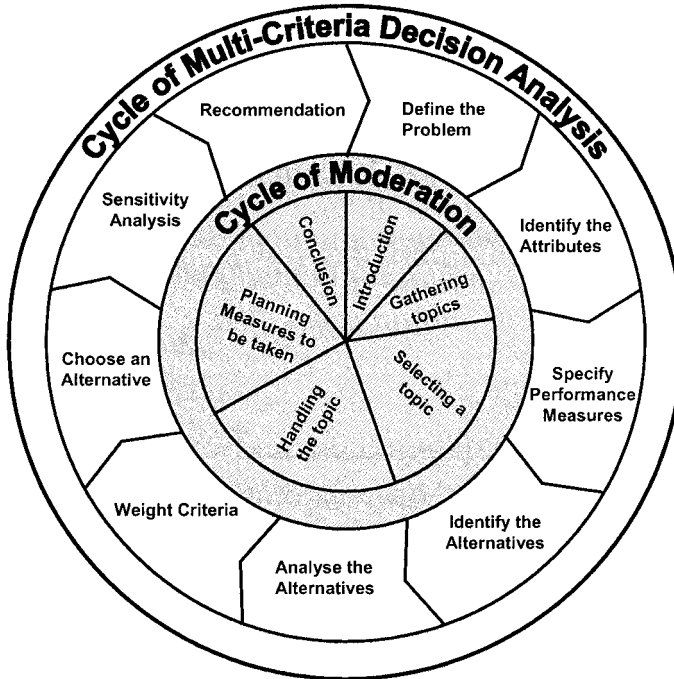 Cycle of Multi-Criteria Decision Analysis
Define the
Problem
Identify the
Attributes
Specify
Performance
Measures
Identify the
Alternatives
Analyse the
Alternatives
Weight Criteria
Choose an
Alternative
Sensitivity
Analysis
Recommendation
Cycle of Moderation
Introduction
Gathering
topics
Selecting a
topic
Handling
the topic
Planning
Measures to
be taken
Conclusion